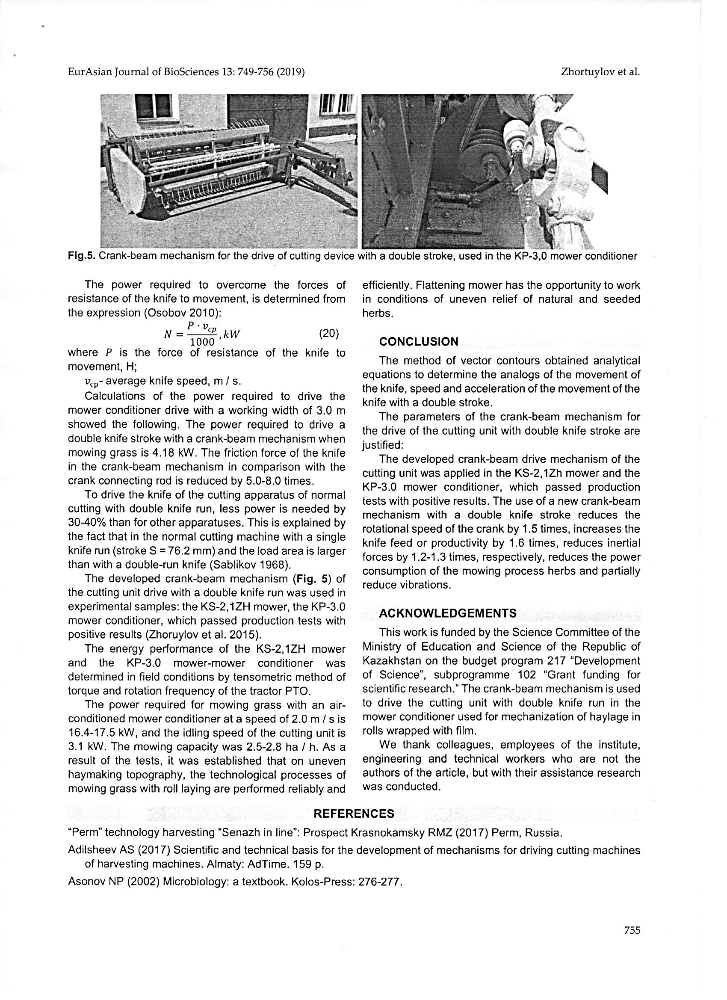 EurAsian Journal of BioSciences 13: 749-756 (2019)
Zhortuylov et al.
Fig.5. Crank-beam mechanism for the drive of cutting device with a double stroke, used in the KP-3,0 mower conditioner
The power required to overcome the forces of
resistance of the knife to movement, is determined from
the expression (Osobov 2010):
N = P · vcp / 1000 , kW (20)
where P is the force of resistance of the knife to
movement, H;
vcp- average knife speed, m / s.
Calculations of the power required to drive the
mower conditioner drive with a working width of 3.0 m
showed the following. The power required to drive a
double knife stroke with a crank-beam mechanism when
mowing grass is 4.18 kW. The friction force of the knife
in the crank-beam mechanism in comparison with the
crank connecting rod is reduced by 5.0-8.0 times.
To drive the knife of the cutting apparatus of normal
cutting with double knife run, less power is needed by
30-40% than for other apparatuses. This is explained by
the fact that in the normal cutting machine with a single
knife run (stroke S = 76.2 mm) and the load area is larger
than with a double-run knife (Sablikov 1968).
The developed crank-beam mechanism (Fig. 5) of
the cutting unit drive with a double knife run was used in
experimental samples: the KS-2,1ZH mower, the KP-3.0
mower conditioner, which passed production tests with
positive results (Zhoruylov et al. 2015).
The energy performance of the KS-2,1ZH mower
and the KP-3.0 mower-mower conditioner was
determined in field conditions by tensometric method of
torque and rotation frequency of the tractor PTO.
The power required for mowing grass with an air-
conditioned mower conditioner at a speed of 2.0 m / s is
16.4-17.5 kW, and the idling speed of the cutting unit is
3.1 kW. The mowing capacity was 2.5-2.8 ha / h. As a
result of the tests, it was established that on uneven
haymaking topography, the technological processes of
mowing grass with roll laying are performed reliably and
efficiently. Flattening mower has the opportunity to work
in conditions of uneven relief of natural and seeded
herbs.
CONCLUSION
The method of vector contours obtained analytical
equations to determine the analogs of the movement of
the knife, speed and acceleration of the movement of the
knife with a double stroke.
The parameters of the crank-beam mechanism for
the drive of the cutting unit with double knife stroke are
justified:
The developed crank-beam drive mechanism of the
cutting unit was applied in the KS-2,1Zh mower and the
KP-3.0 mower conditioner, which passed production
tests with positive results. The use of a new crank-beam
mechanism with a double knife stroke reduces the
rotational speed of the crank by 1.5 times, increases the
knife feed or productivity by 1.6 times, reduces inertial
forces by 1.2-1.3 times, respectively, reduces the power
consumption of the mowing process herbs and partially
reduce vibrations.
ACKNOWLEDGEMENTS
This work is funded by the Science Committee of the
Ministry of Education and Science of the Republic of
Kazakhstan on the budget program 217 “Development
of Science”, subprogramme 102 “Grant funding for
scientific research.” The crank-beam mechanism is used
to drive the cutting unit with double knife run in the
mower conditioner used for mechanization of haylage in
rolls wrapped with film.
We thank colleagues, employees of the institute,
engineering and technical workers who are not the
authors of the article, but with their assistance research
was conducted.
REFERENCES
“Perm” technology harvesting “Senazh in line”: Prospect Krasnokamsky RMZ (2017) Perm, Russia.
Adilsheev AS (2017) Scientific and technical basis for the development of mechanisms for driving cutting machines
of harvesting machines. Almaty: AdTime. 159 p.
Asonov NP (2002) Microbiology: a textbook. Kolos-Press: 276-277.
755